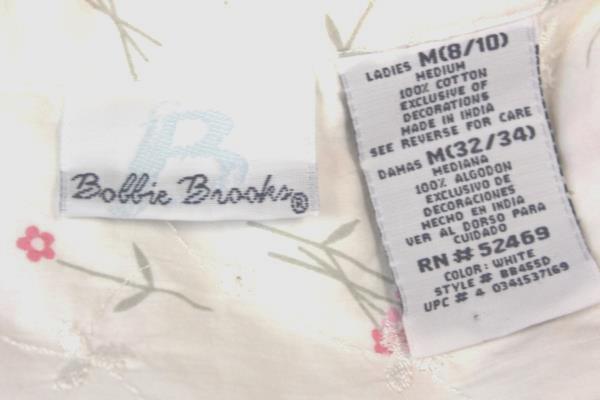 B
Bobbie Brooks®
LADIES M(8/10)
MEDIUM
100% COTTON
EXCLUSIVE OF
DECORATIONS
MADE IN INDIA
SEE REVERSE FOR CARE
DAMAS M(32/34)
MEDIANA
100% ALGODON
EXCLUSIVO DE
DECORACIONES
HECHO EN INDIA
VER AL DORSO PARA
CUIDADO
RN # 52469
COLOR: WHITE
STYLE # BB455D
UPC # 4 0341537169